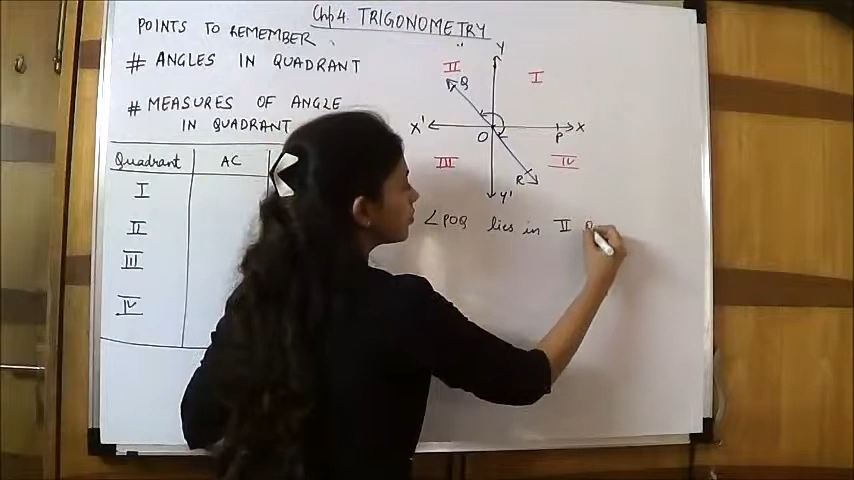 Chp 4. TRIGONOMETRY
POINTS TO REMEMBER
# ANGLES IN QUADRANT
# MEASURES OF ANGLE
IN QUADRANT
Quadrant AC
I
II
III
IV
Y
II
I
Q
X'
X
O
P
III
IV
R
Y'
∠POQ lies in II